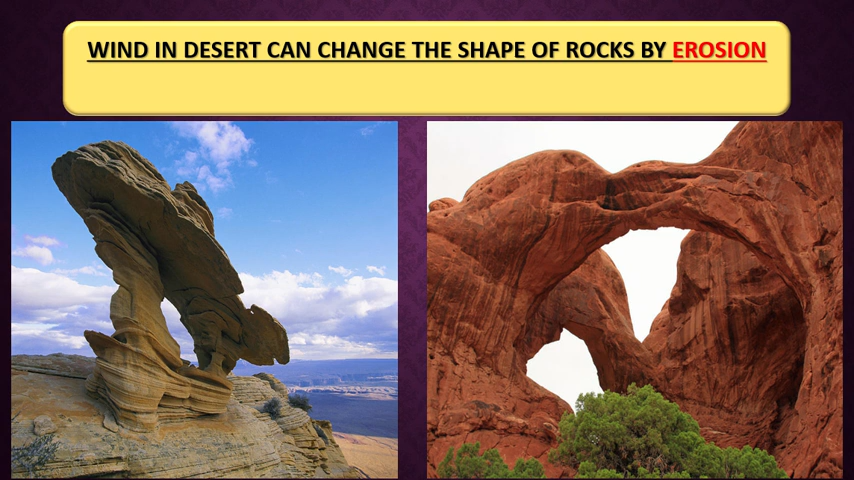 WIND IN DESERT CAN CHANGE THE SHAPE OF ROCKS BY EROSION